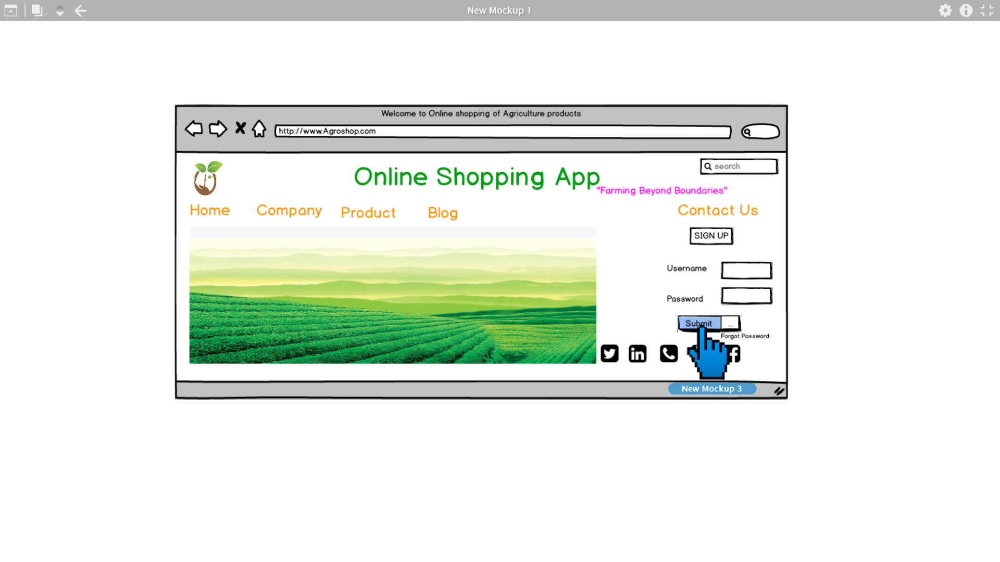 New Mockup 1
Welcome to Online shopping of Agriculture products
http://www.Agroshop.com
search
Online Shopping App
"Farming Beyond Boundaries"
Home Company Product Blog Contact Us
SIGN UP
Username
Password
Submit ...
Forgot Password
New Mockup 3